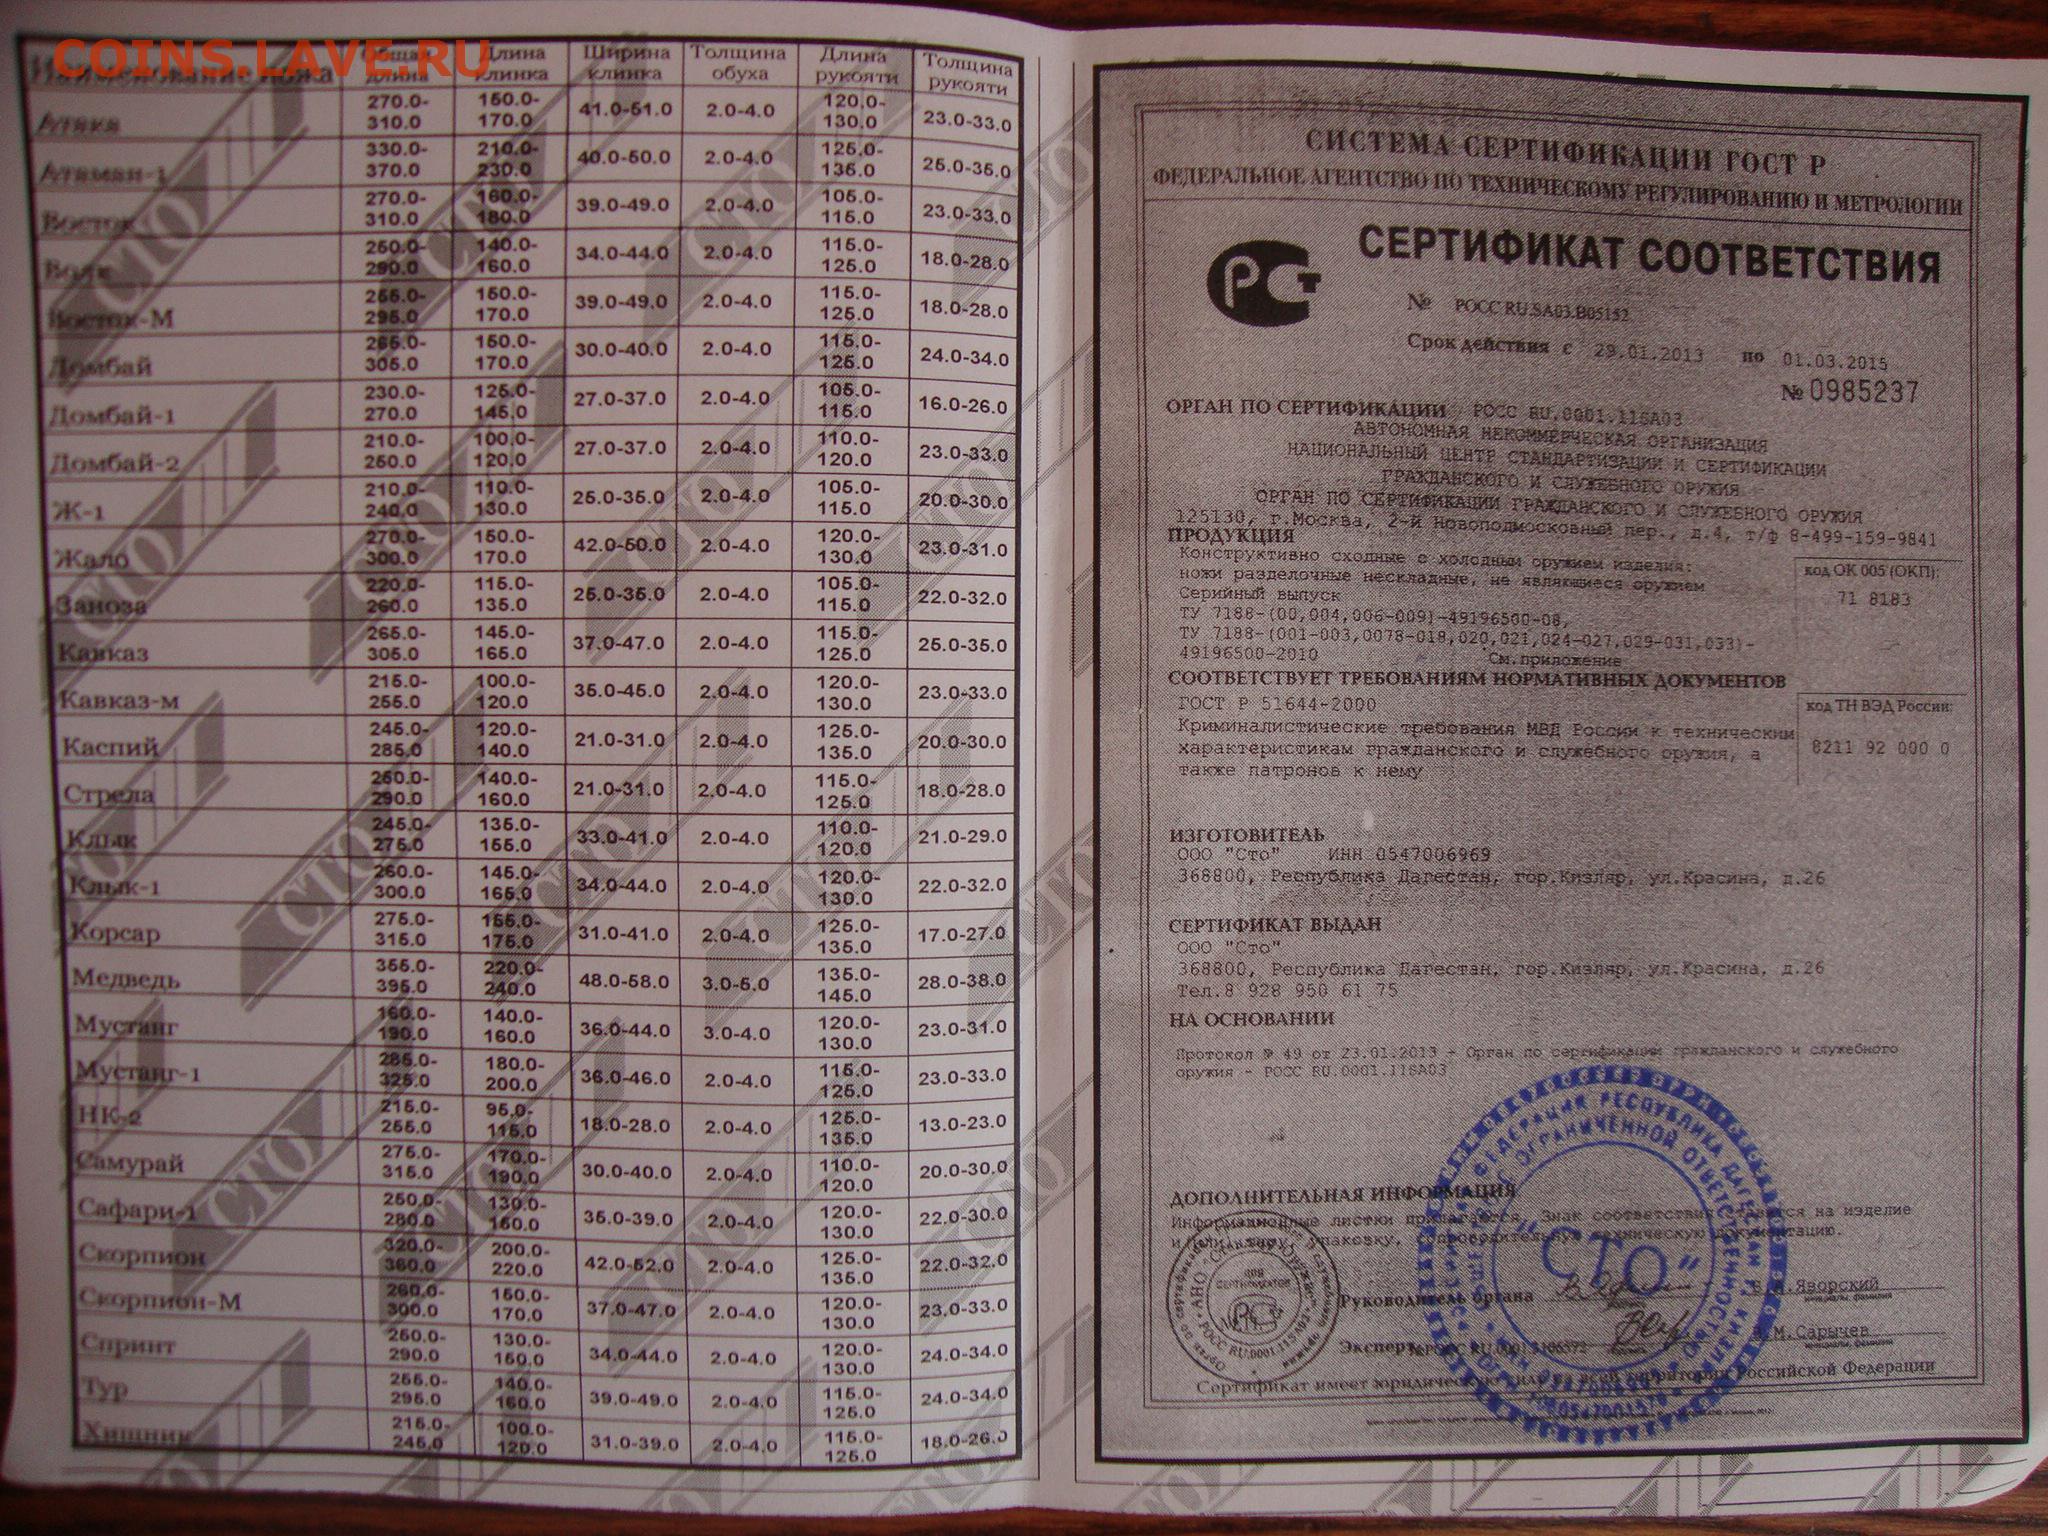 COINS.LAVE.RU
Наименование ножа Общая длина Длина клинка Ширина клинка Толщина обуха Длина рукояти Толщина рукояти
Атака 270.0-310.0 150.0-170.0 41.0-51.0 2.0-4.0 120.0-130.0 23.0-33.0
Атаман-1 330.0-370.0 210.0-230.0 40.0-50.0 2.0-4.0 125.0-135.0 25.0-35.0
Восток 270.0-310.0 160.0-180.0 39.0-49.0 2.0-4.0 105.0-115.0 23.0-33.0
Волк 250.0-290.0 140.0-160.0 34.0-44.0 2.0-4.0 115.0-125.0 18.0-28.0
Восток-М 255.0-295.0 150.0-170.0 39.0-49.0 2.0-4.0 115.0-125.0 18.0-28.0
Домбай 265.0-305.0 150.0-170.0 30.0-40.0 2.0-4.0 115.0-125.0 24.0-34.0
Домбай-1 230.0-270.0 125.0-145.0 27.0-37.0 2.0-4.0 105.0-115.0 16.0-26.0
Домбай-2 210.0-250.0 100.0-120.0 27.0-37.0 2.0-4.0 110.0-120.0 23.0-33.0
Ж-1 210.0-240.0 110.0-130.0 25.0-35.0 2.0-4.0 105.0-115.0 20.0-30.0
Жало 270.0-300.0 150.0-170.0 42.0-50.0 2.0-4.0 120.0-130.0 23.0-31.0
Заноза 220.0-260.0 115.0-135.0 25.0-35.0 2.0-4.0 105.0-115.0 22.0-32.0
Кавказ 265.0-305.0 145.0-165.0 37.0-47.0 2.0-4.0 115.0-125.0 25.0-35.0
Кавказ-м 215.0-255.0 100.0-120.0 35.0-45.0 2.0-4.0 120.0-130.0 23.0-33.0
Каспий 245.0-285.0 120.0-140.0 21.0-31.0 2.0-4.0 125.0-135.0 20.0-30.0
Стрела 250.0-290.0 140.0-160.0 21.0-31.0 2.0-4.0 115.0-125.0 18.0-28.0
Клык 245.0-275.0 135.0-155.0 33.0-41.0 2.0-4.0 110.0-120.0 21.0-29.0
Клык-1 260.0-300.0 145.0-165.0 34.0-44.0 2.0-4.0 120.0-130.0 22.0-32.0
Корсар 275.0-315.0 155.0-175.0 31.0-41.0 2.0-4.0 125.0-135.0 17.0-27.0
Медведь 355.0-395.0 220.0-240.0 48.0-58.0 3.0-5.0 135.0-145.0 28.0-38.0
Мустанг 160.0-190.0 140.0-160.0 36.0-44.0 3.0-4.0 120.0-130.0 23.0-31.0
Мустанг-1 285.0-325.0 180.0-200.0 36.0-46.0 2.0-4.0 115.0-125.0 23.0-33.0
НК-2 215.0-255.0 95.0-115.0 18.0-28.0 2.0-4.0 125.0-135.0 13.0-23.0
Самурай 275.0-315.0 170.0-190.0 30.0-40.0 2.0-4.0 110.0-120.0 20.0-30.0
Сафари-1 250.0-280.0 130.0-150.0 35.0-39.0 2.0-4.0 120.0-130.0 22.0-30.0
Скорпион 320.0-360.0 200.0-220.0 42.0-52.0 2.0-4.0 125.0-135.0 22.0-32.0
Скорпион-М 260.0-300.0 150.0-170.0 37.0-47.0 2.0-4.0 120.0-130.0 23.0-33.0
Спринт 250.0-290.0 130.0-150.0 34.0-44.0 2.0-4.0 120.0-130.0 24.0-34.0
Тур 255.0-295.0 140.0-160.0 39.0-49.0 2.0-4.0 115.0-125.0 24.0-34.0
Хищник 215.0-245.0 100.0-120.0 31.0-39.0 2.0-4.0 115.0-125.0 18.0-26.0
СИСТЕМА СЕРТИФИКАЦИИ ГОСТ Р
ФЕДЕРАЛЬНОЕ АГЕНТСТВО ПО ТЕХНИЧЕСКОМУ РЕГУЛИРОВАНИЮ И МЕТРОЛОГИИ
СЕРТИФИКАТ СООТВЕТСТВИЯ
№ РОСС RU.SA03.B05152
Срок действия с 29.01.2013 по 01.03.2015
№ 0985237
ОРГАН ПО СЕРТИФИКАЦИИ РОСС RU.0001.11SA03
АВТОНОМНАЯ НЕКОММЕРЧЕСКАЯ ОРГАНИЗАЦИЯ
НАЦИОНАЛЬНЫЙ ЦЕНТР СТАНДАРТИЗАЦИИ И СЕРТИФИКАЦИИ
ГРАЖДАНСКОГО И СЛУЖЕБНОГО ОРУЖИЯ
ОРГАН ПО СЕРТИФИКАЦИИ ГРАЖДАНСКОГО И СЛУЖЕБНОГО ОРУЖИЯ
125130, г.Москва, 2-й Новоподмосковный пер., д.4, т/ф 8-499-159-9841
ПРОДУКЦИЯ
Конструктивно сходные с холодным оружием изделия:
ножи разделочные нескладные, не являющиеся оружием
Серийный выпуск
ТУ 7188-(00,004,006-009)-49196500-08,
ТУ 7188-(001-003,0078-018,020,021,024-027,029-031,033)-
49196500-2010 См.приложение
код ОК 005 (ОКП):
71 8183
СООТВЕТСТВУЕТ ТРЕБОВАНИЯМ НОРМАТИВНЫХ ДОКУМЕНТОВ
ГОСТ Р 51644-2000
Криминалистические требования МВД России к техническим
характеристикам гражданского и служебного оружия, а
также патронов к нему
код ТН ВЭД России:
8211 92 000 0
ИЗГОТОВИТЕЛЬ
ООО "Сто" ИНН 0547006969
368800, Республика Дагестан, гор.Кизляр, ул.Красина, д.26
СЕРТИФИКАТ ВЫДАН
ООО "Сто"
368800, Республика Дагестан, гор.Кизляр, ул.Красина, д.26
Тел.8 928 950 61 75
НА ОСНОВАНИИ
Протокол № 49 от 23.01.2013 - Орган по сертификации гражданского и служебного
оружия - РОСС RU.0001.11SA03
ДОПОЛНИТЕЛЬНАЯ ИНФОРМАЦИЯ
Информационные листки прилагаются. Знак соответствия ставится на изделие
и/или упаковку, сопроводительную техническую документацию.
"СТО"
Руководитель органа Яворский
Эксперт В.М.Сарычев
Сертификат имеет юридическую силу на всей территории Российской Федерации